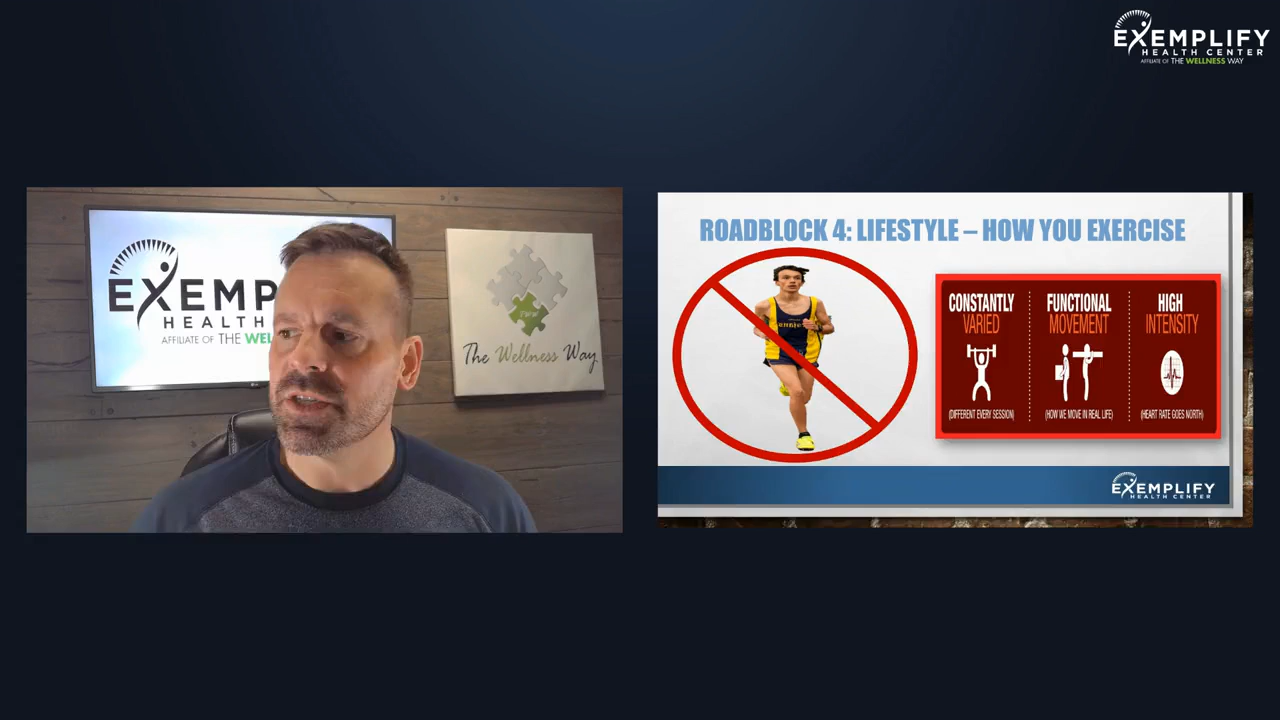 EXEMPLIFY
HEALTH CENTER
AFFILIATE OF THE WELLNESS WAY
EXEMP
HEALTH
AFFILIATE OF THE WEL
LG
TWW
The Wellness Way
ROADBLOCK 4: LIFESTYLE – HOW YOU EXERCISE
CONSTANTLY
VARIED
(DIFFERENT EVERY SESSION)
FUNCTIONAL
MOVEMENT
(HOW WE MOVE IN REAL LIFE)
HIGH
INTENSITY
(HEART RATE GOES NORTH)
EXEMPLIFY
HEALTH CENTER